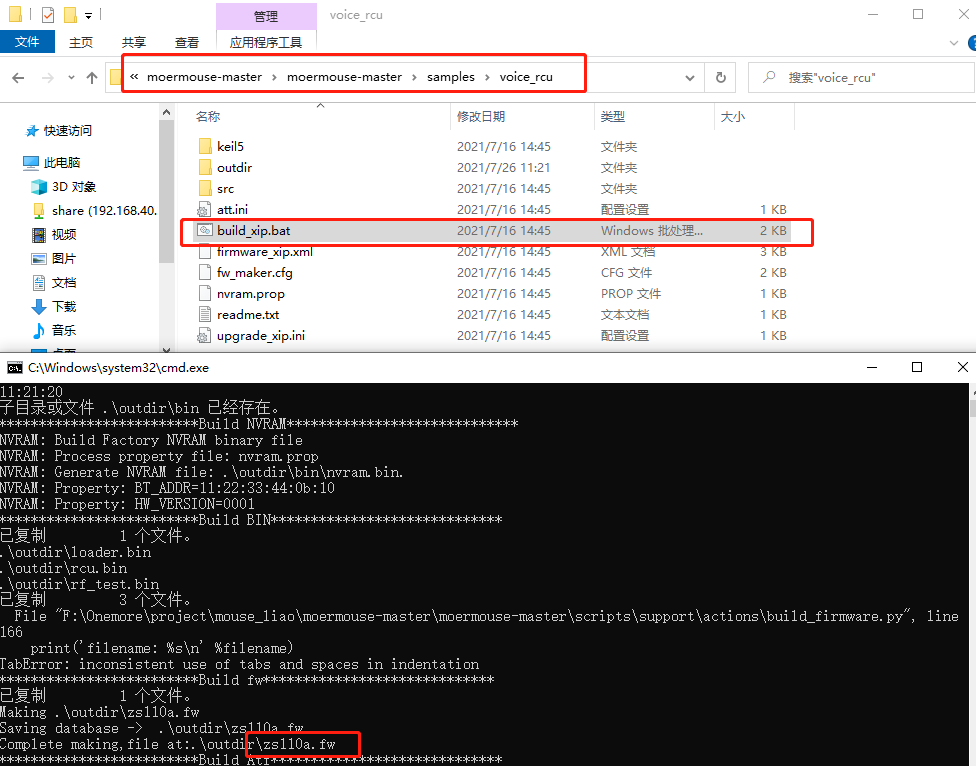 管理
voice_rcu
文件 主页 共享 查看 应用程序工具
« moermouse-master › moermouse-master › samples › voice_rcu
搜索"voice_rcu"
名称 修改日期 类型 大小
快速访问
此电脑
3D 对象
share (192.168.40.
视频
图片
文档
下载
音乐
keil5 2021/7/16 14:45 文件夹
outdir 2021/7/26 11:21 文件夹
src 2021/7/16 14:45 文件夹
att.ini 2021/7/16 14:45 配置设置 1 KB
build_xip.bat 2021/7/16 14:45 Windows 批处理... 2 KB
firmware_xip.xml 2021/7/16 14:45 XML 文档 3 KB
fw_maker.cfg 2021/7/16 14:45 CFG 文件 2 KB
nvram.prop 2021/7/16 14:45 PROP 文件 1 KB
readme.txt 2021/7/16 14:45 文本文档 1 KB
upgrade_xip.ini 2021/7/16 14:45 配置设置 1 KB
C:\Windows\system32\cmd.exe
11:21:20
子目录或文件 .\outdir\bin 已经存在。
*************************Build NVRAM*****************************
NVRAM: Build Factory NVRAM binary file
NVRAM: Process property file: nvram.prop
NVRAM: Generate NVRAM file: .\outdir\bin\nvram.bin.
NVRAM: Property: BT_ADDR=11:22:33:44:0b:10
NVRAM: Property: HW_VERSION=0001
*************************Build BIN*****************************
已复制 1 个文件。
.\outdir\loader.bin
.\outdir\rcu.bin
.\outdir\rf_test.bin
已复制 3 个文件。
File "F:\Onemore\project\mouse_liao\moermouse-master\moermouse-master\scripts\support\actions\build_firmware.py", line
166
print('filename: %s\n' %filename)
TabError: inconsistent use of tabs and spaces in indentation
*************************Build fw*****************************
已复制 1 个文件。
Making .\outdir\zs110a.fw
Saving database -> .\outdir\zs110a.fw
Complete making,file at:.\outdir\zs110a.fw
*************************Build Att*****************************